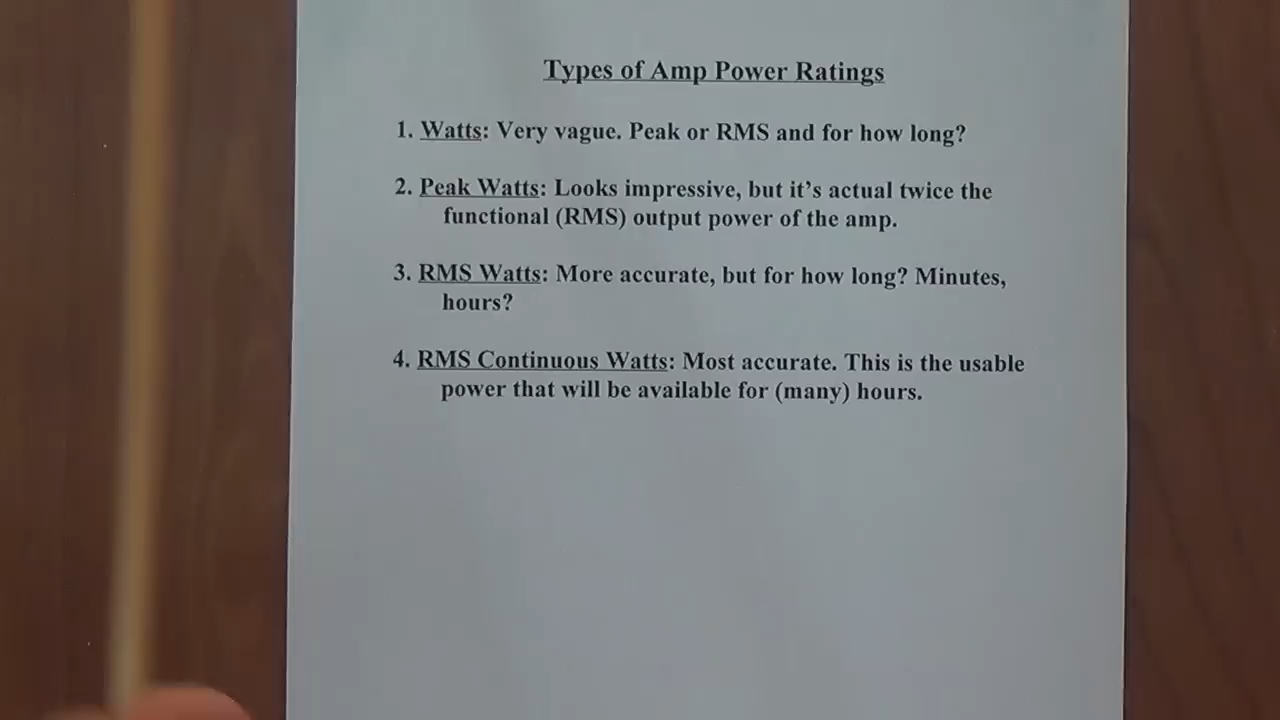 Types of Amp Power Ratings
1. Watts: Very vague. Peak or RMS and for how long?
2. Peak Watts: Looks impressive, but it’s actual twice the
functional (RMS) output power of the amp.
3. RMS Watts: More accurate, but for how long? Minutes,
hours?
4. RMS Continuous Watts: Most accurate. This is the usable
power that will be available for (many) hours.